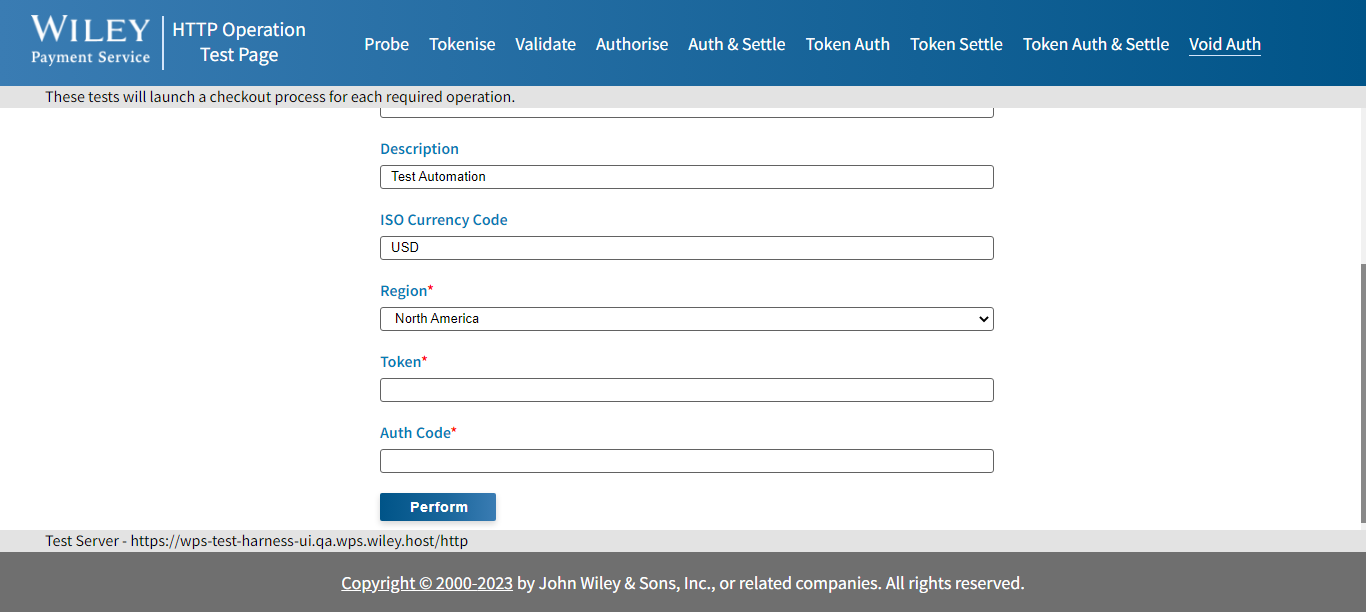 WILEY
Payment Service
HTTP Operation
Test Page
Probe Tokenise Validate Authorise Auth & Settle Token Auth Token Settle Token Auth & Settle Void Auth
These tests will launch a checkout process for each required operation.
Description
Test Automation
ISO Currency Code
USD
Region*
North America
Token*
Auth Code*
Perform
Test Server - https://wps-test-harness-ui.qa.wps.wiley.host/http
Copyright © 2000-2023 by John Wiley & Sons, Inc., or related companies. All rights reserved.